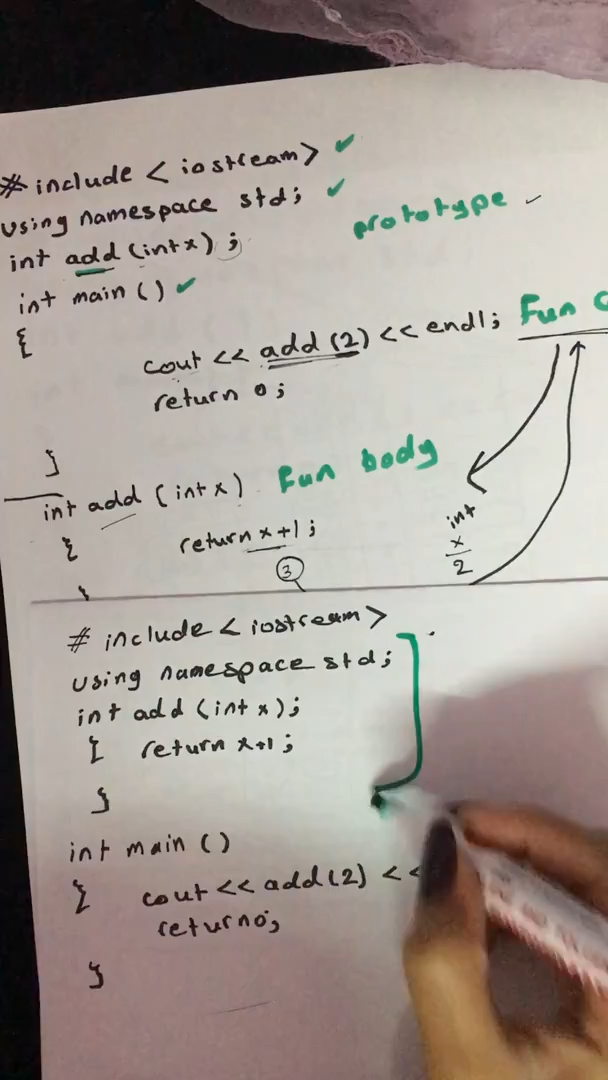 # include < iostream>
using namespace std;
prototype
int add (int x) ;
int main ()
{
cout << add (2) << endl;
Fun
return 0;
}
int add (int x)
Fun body
{
return x+1;
}
int
x
2
3
# include < iostream >
using namespace std;
int add (int x);
{ return x+1;
}
int main ()
{ cout << add (2) <<
return 0;
}